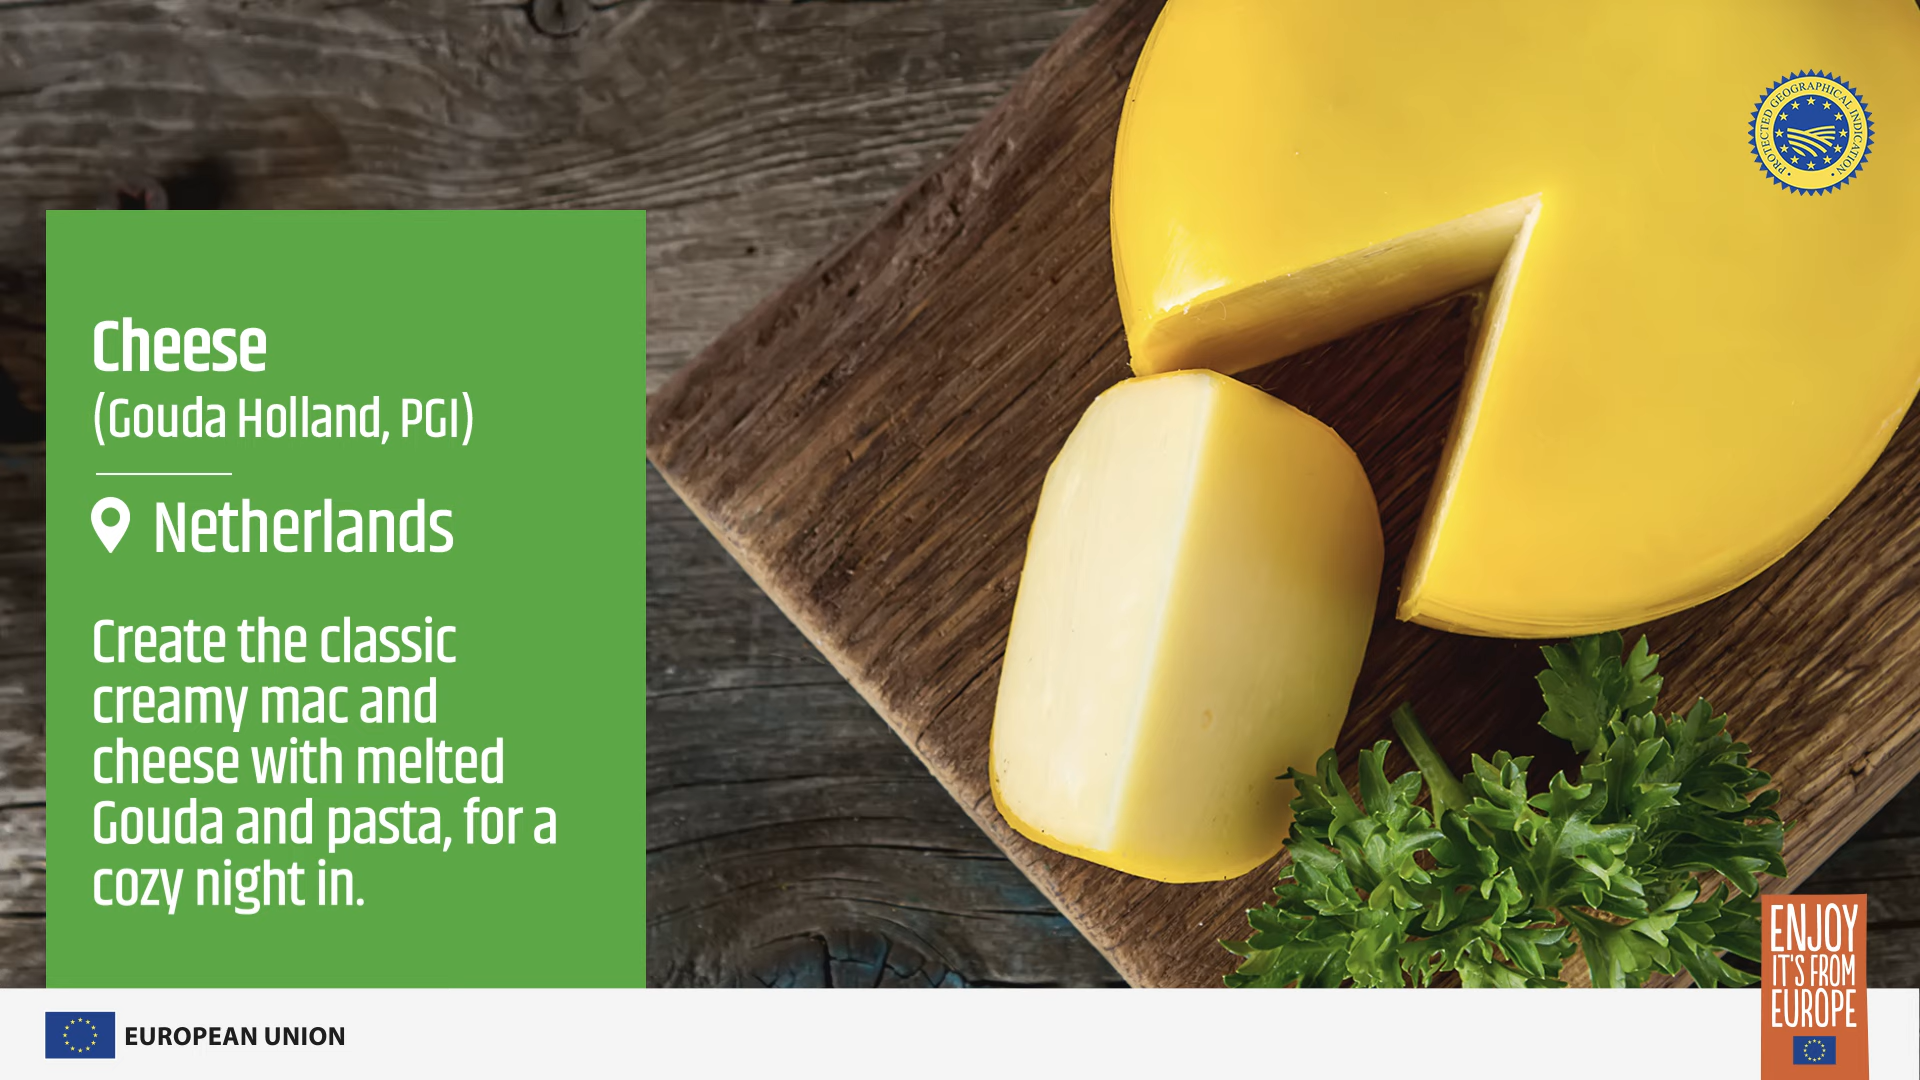 PROTECTED GEOGRAPHICAL INDICATION
Cheese
(Gouda Holland, PGI)
Netherlands
Create the classic
creamy mac and
cheese with melted
Gouda and pasta, for a
cozy night in.
ENJOY
IT'S FROM
EUROPE
EUROPEAN UNION